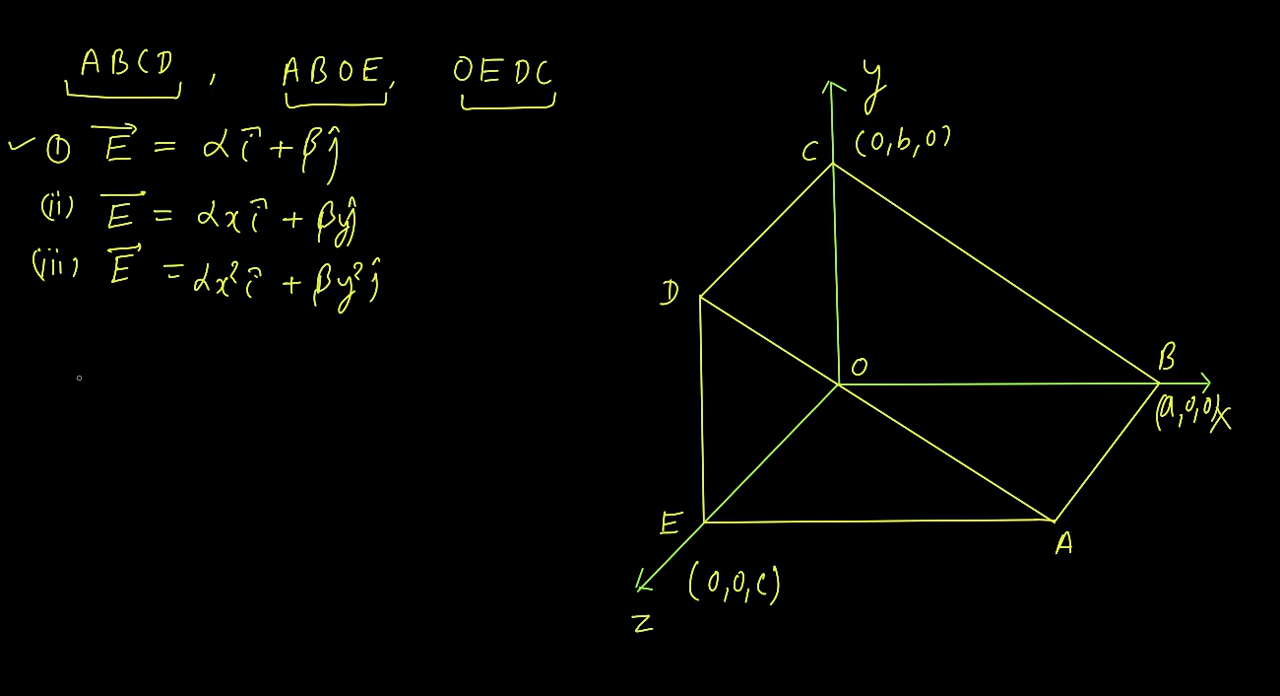 ABCD , ABOE, OEDC
✓ ① E⃗ = αî + βĵ
(ii) E⃗ = αxî + βyĵ
(iii) E⃗ = αx²î + βy²ĵ
y
C (0,b,0)
D
O
B
(a,0,0) x
E
A
(0,0,c)
z